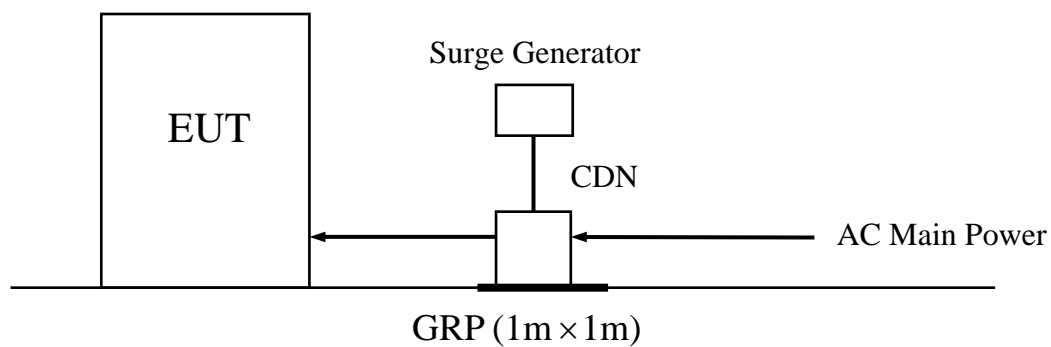 Surge Generator
EUT
CDN
AC Main Power
GRP (1m × 1m)